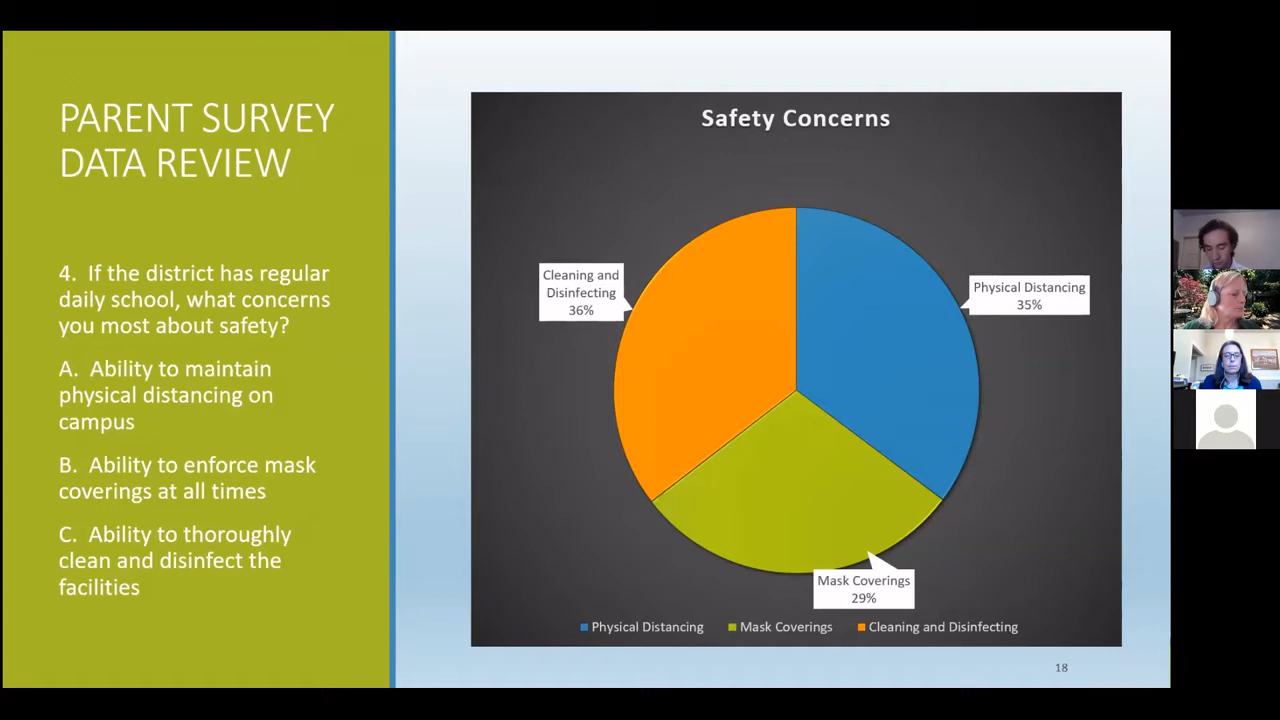 PARENT SURVEY
DATA REVIEW
4. If the district has regular
daily school, what concerns
you most about safety?
A. Ability to maintain
physical distancing on
campus
B. Ability to enforce mask
coverings at all times
C. Ability to thoroughly
clean and disinfect the
facilities
Safety Concerns
Cleaning and
Disinfecting
36%
Physical Distancing
35%
Mask Coverings
29%
Physical Distancing
Mask Coverings
Cleaning and Disinfecting
18